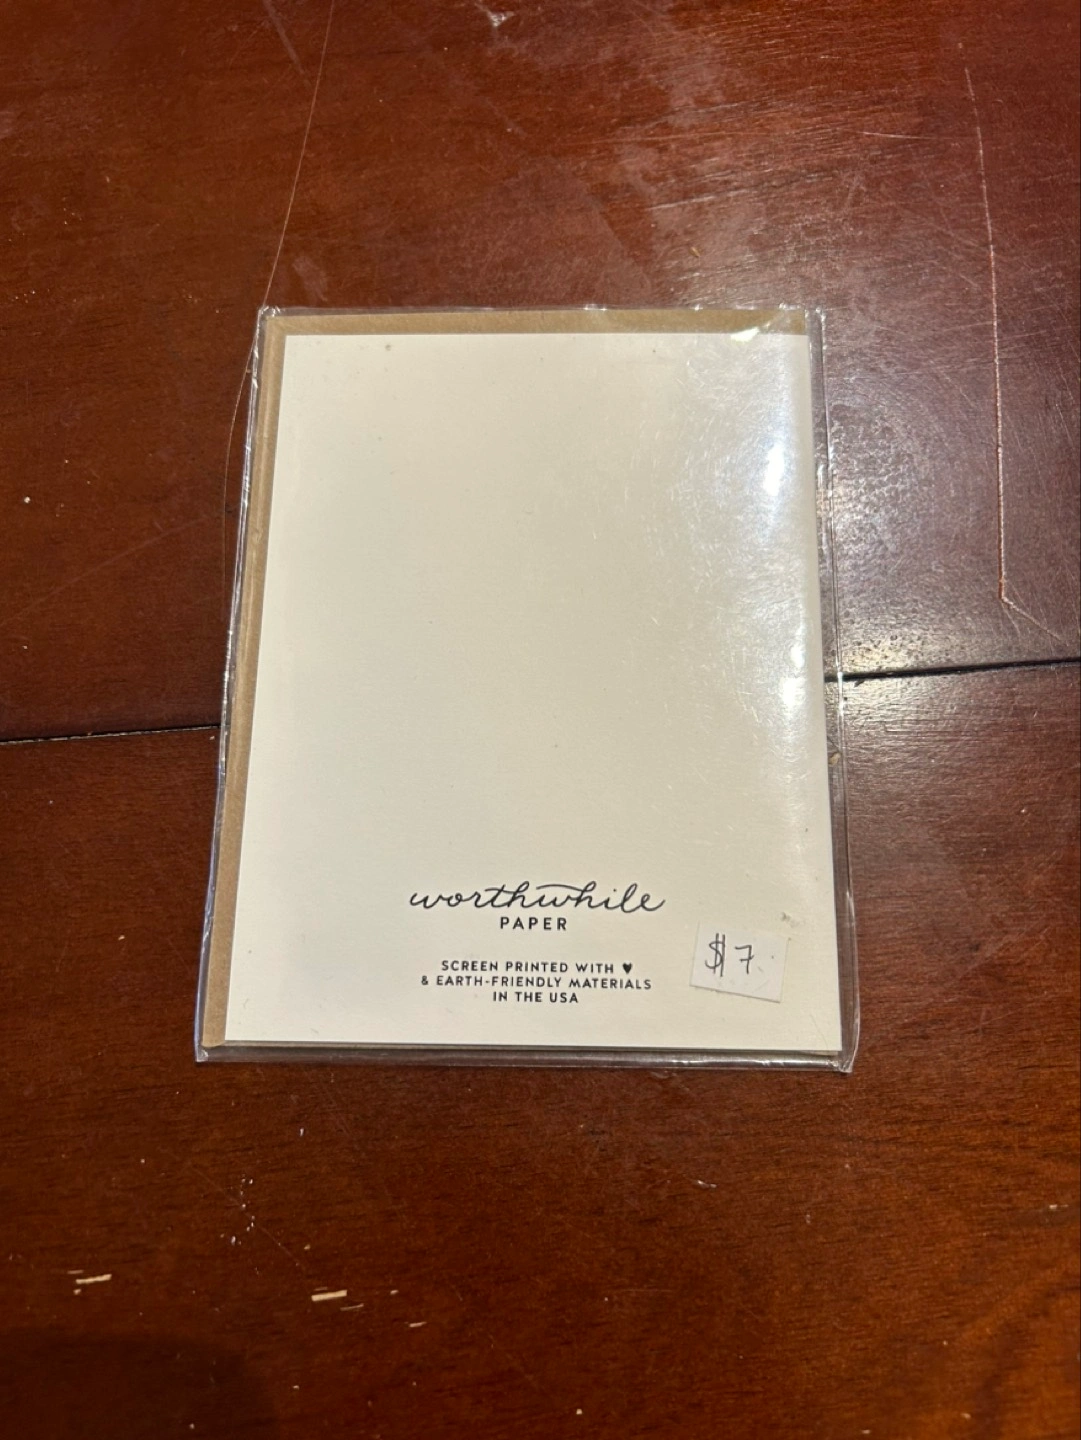 worthwhile
PAPER
SCREEN PRINTED WITH ♥
& EARTH-FRIENDLY MATERIALS
IN THE USA
$7